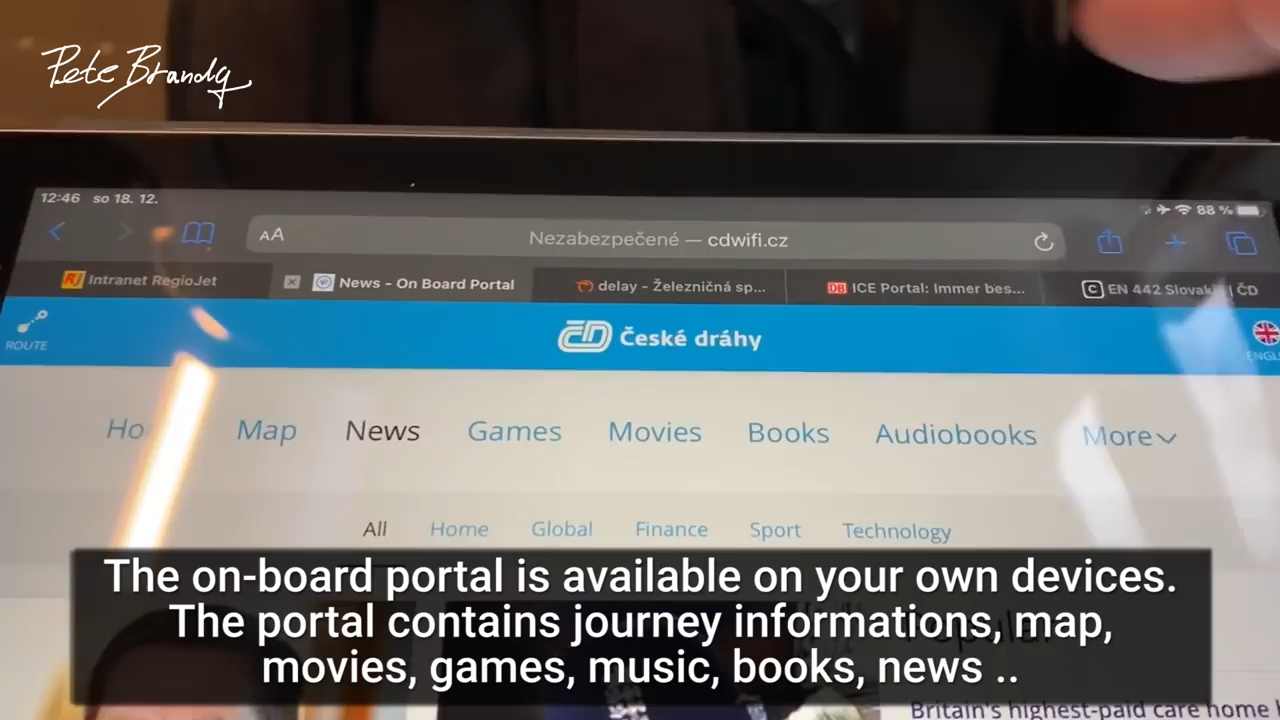 Pete Brandy
12:46 so 18. 12.
88 %
AA Nezabezpečené — cdwifi.cz
Intranet RegioJet
News - On Board Portal
delay - Železničná sp...
DB ICE Portal: Immer bes...
C EN 442 Slovak | ČD
ROUTE
České dráhy
Ho Map News Games Movies Books Audiobooks More
All Home Global Finance Sport Technology
The on-board portal is available on your own devices.
The portal contains journey informations, map,
movies, games, music, books, news ..
Britain's highest-paid care home